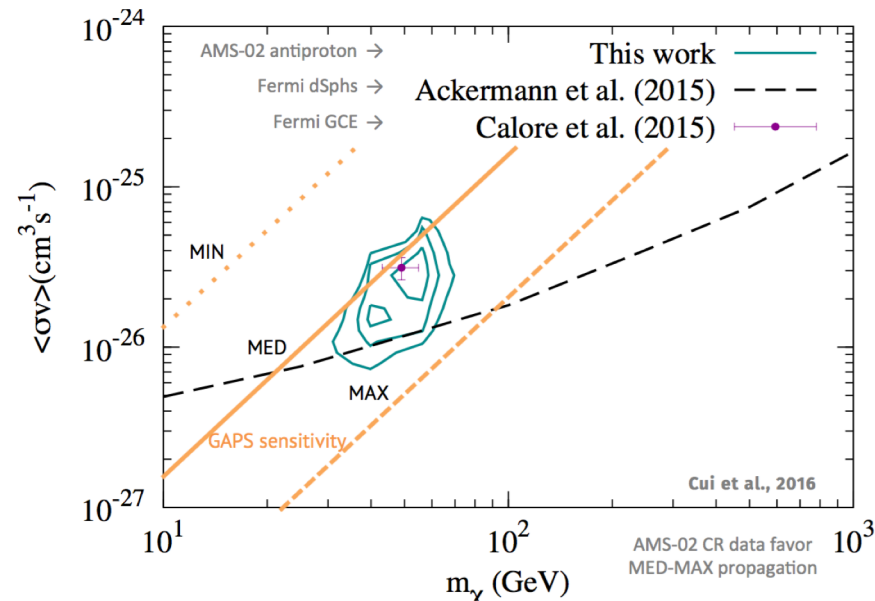 10^-24
AMS-02 antiproton →
This work
Fermi dSphs →
Ackermann et al. (2015)
Fermi GCE →
Calore et al. (2015)
10^-25
<σv>(cm^3s^-1)
MIN
10^-26
MED
MAX
GAPS sensitivity
Cui et al., 2016
10^-27
10^1
10^2
10^3
m_χ (GeV)
AMS-02 CR data favor
MED-MAX propagation